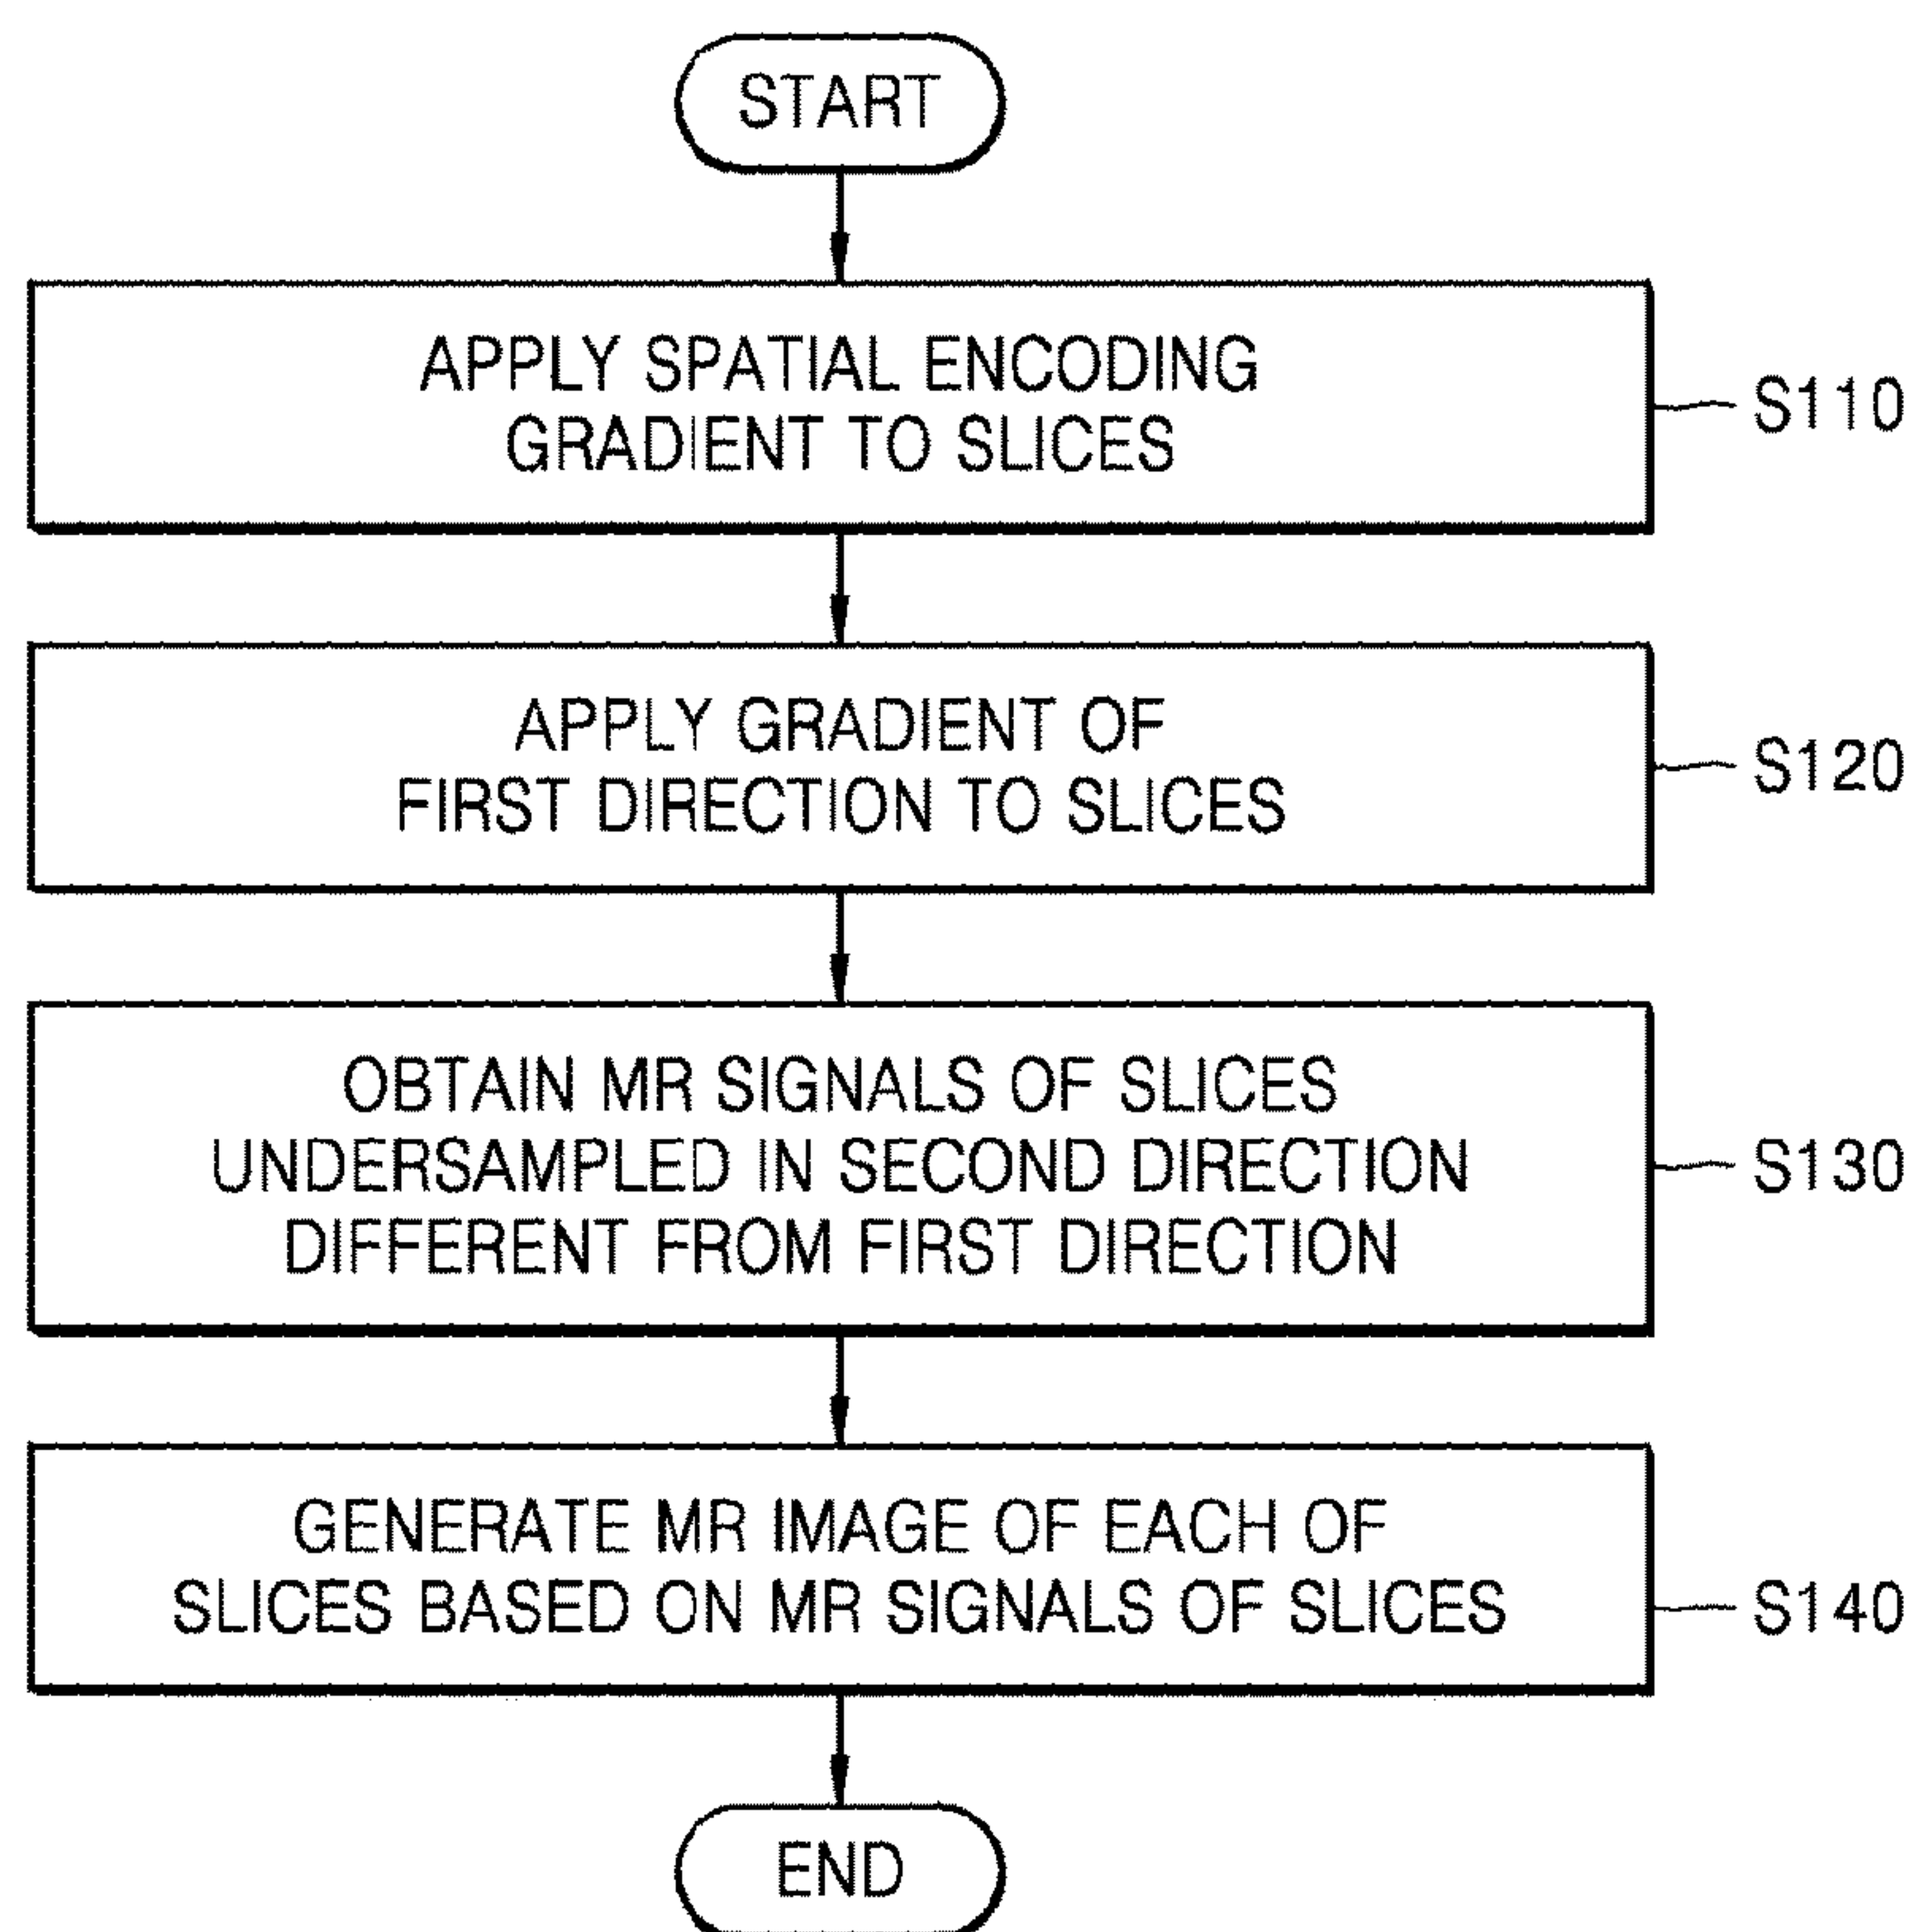 START
APPLY SPATIAL ENCODING
GRADIENT TO SLICES
S110
APPLY GRADIENT OF
FIRST DIRECTION TO SLICES
S120
OBTAIN MR SIGNALS OF SLICES
UNDERSAMPLED IN SECOND DIRECTION
DIFFERENT FROM FIRST DIRECTION
S130
GENERATE MR IMAGE OF EACH OF
SLICES BASED ON MR SIGNALS OF SLICES
S140
END